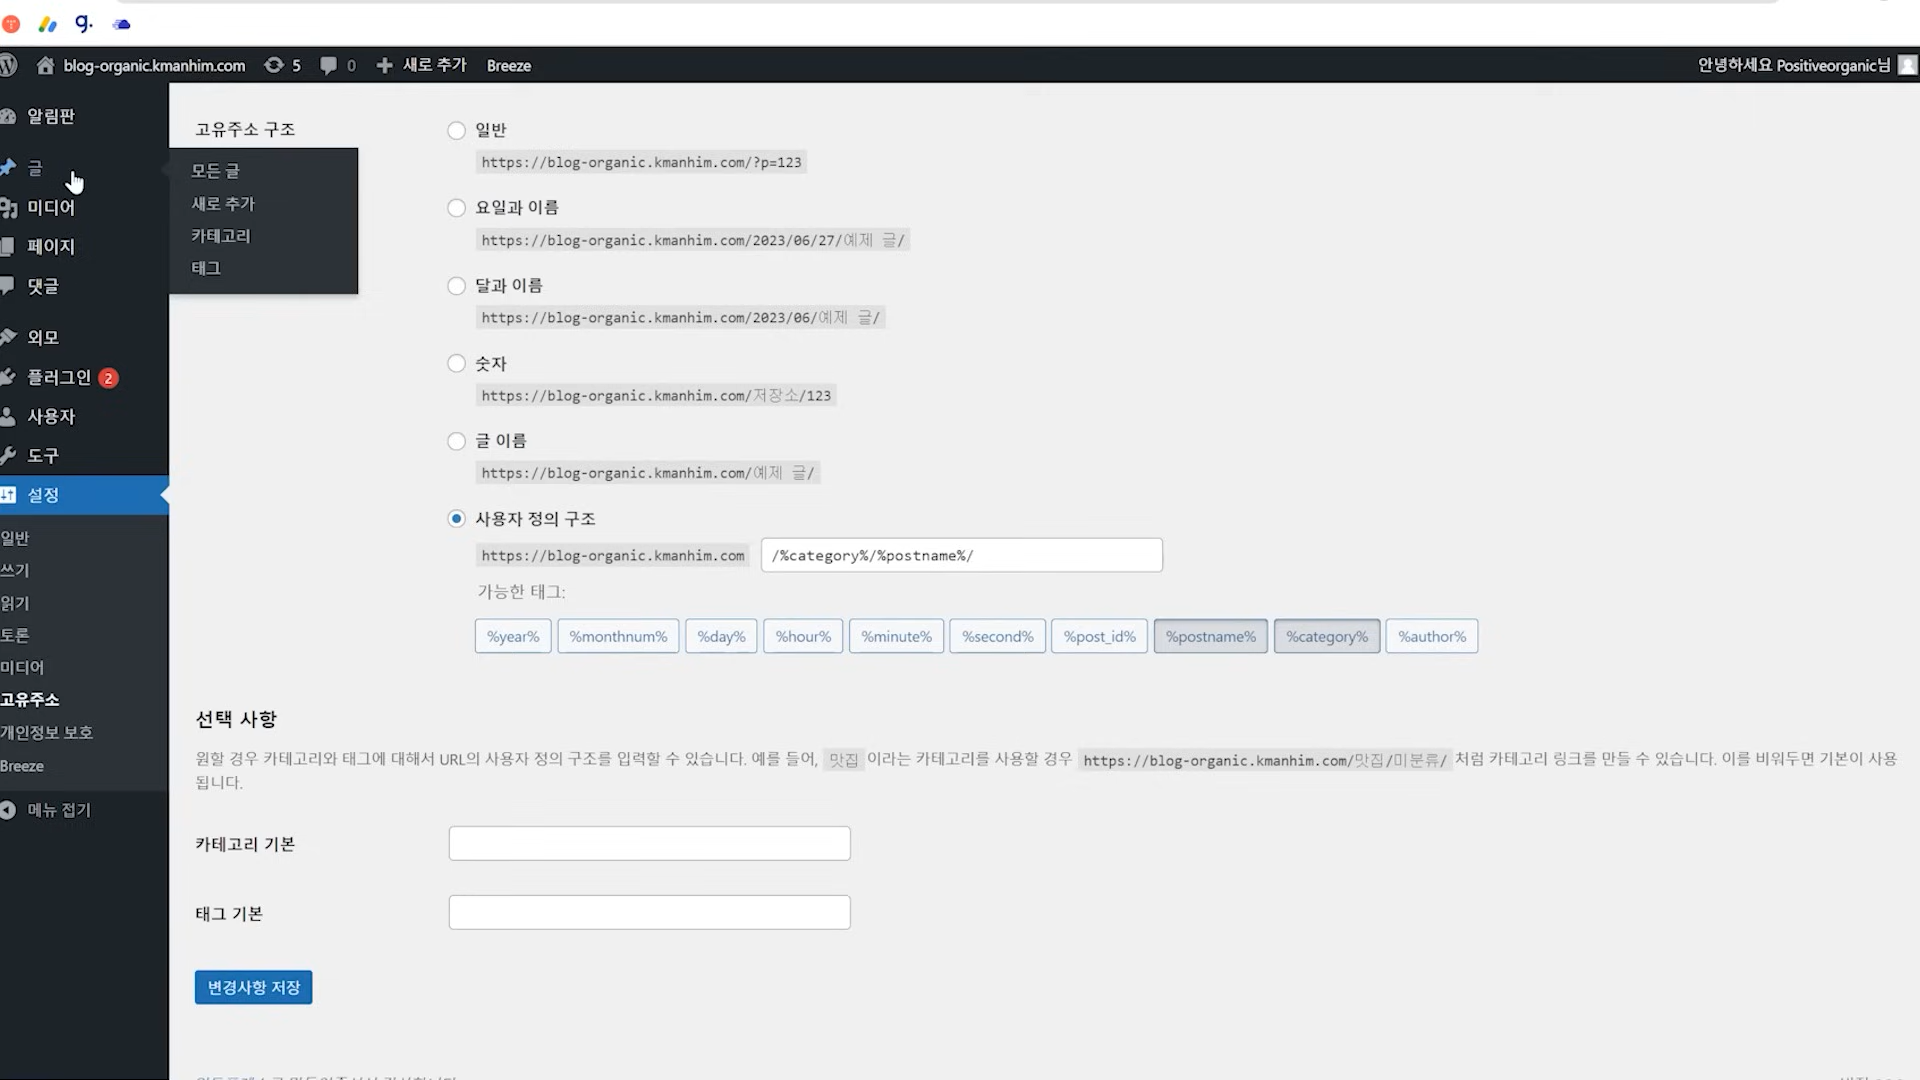 g.
blog-organic.kmanhim.com 5 0 새로 추가 Breeze 안녕하세요 Positiveorganic님
알림판
글
미디어
페이지
댓글
외모
플러그인 2
사용자
도구
설정
일반
쓰기
읽기
토론
미디어
고유주소
개인정보 보호
Breeze
메뉴 접기
모든 글
새로 추가
카테고리
태그
고유주소 구조
일반
https://blog-organic.kmanhim.com/?p=123
요일과 이름
https://blog-organic.kmanhim.com/2023/06/27/예제 글/
달과 이름
https://blog-organic.kmanhim.com/2023/06/예제 글/
숫자
https://blog-organic.kmanhim.com/저장소/123
글 이름
https://blog-organic.kmanhim.com/예제 글/
사용자 정의 구조
https://blog-organic.kmanhim.com /%category%/%postname%/
가능한 태그:
%year% %monthnum% %day% %hour% %minute% %second% %post_id% %postname% %category% %author%
선택 사항
원할 경우 카테고리와 태그에 대해서 URL의 사용자 정의 구조를 입력할 수 있습니다. 예를 들어, 맛집 이라는 카테고리를 사용할 경우 https://blog-organic.kmanhim.com/맛집/미분류/ 처럼 카테고리 링크를 만들 수 있습니다. 이를 비워두면 기본이 사용
됩니다.
카테고리 기본
태그 기본
변경사항 저장